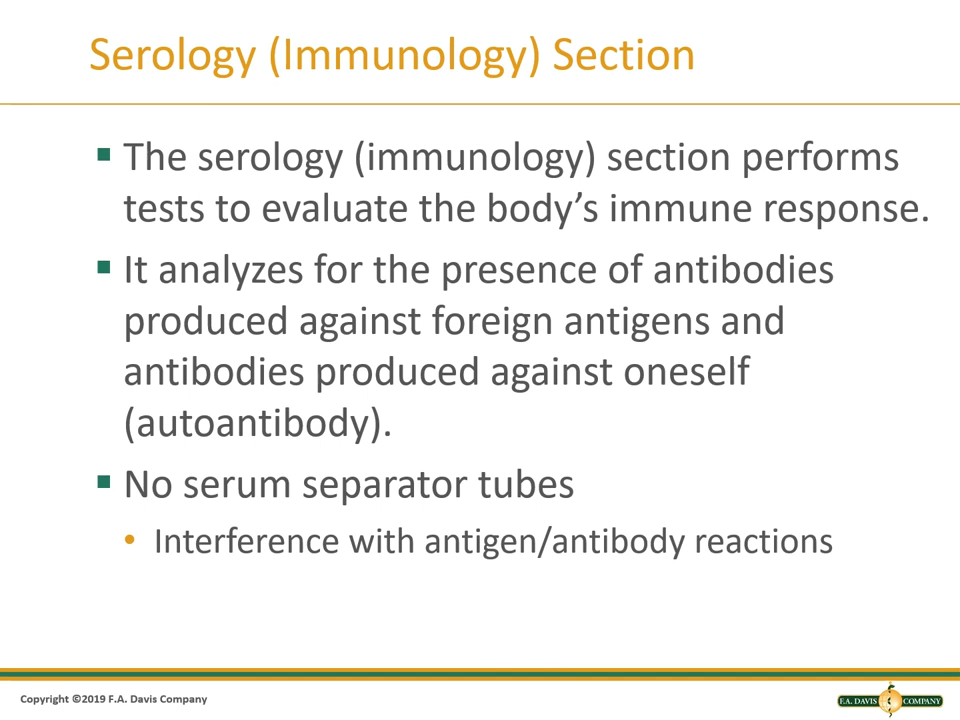 Serology (Immunology) Section
▪ The serology (immunology) section performs
tests to evaluate the body’s immune response.
▪ It analyzes for the presence of antibodies
produced against foreign antigens and
antibodies produced against oneself
(autoantibody).
▪ No serum separator tubes
• Interference with antigen/antibody reactions
Copyright ©2019 F.A. Davis Company
F.A. DAVIS COMPANY